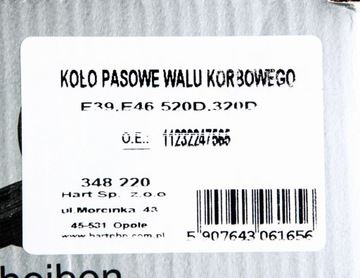 KOŁO PASOWE WALU KORBOWEGO
E39,E46 520D,320D
O.E.: 11232247565
348 220
Hart Sp. z.o.o
ul.Morcinka 43
45-531 Opole
www.hartphp.com.pl
5 907643 061656
heiben